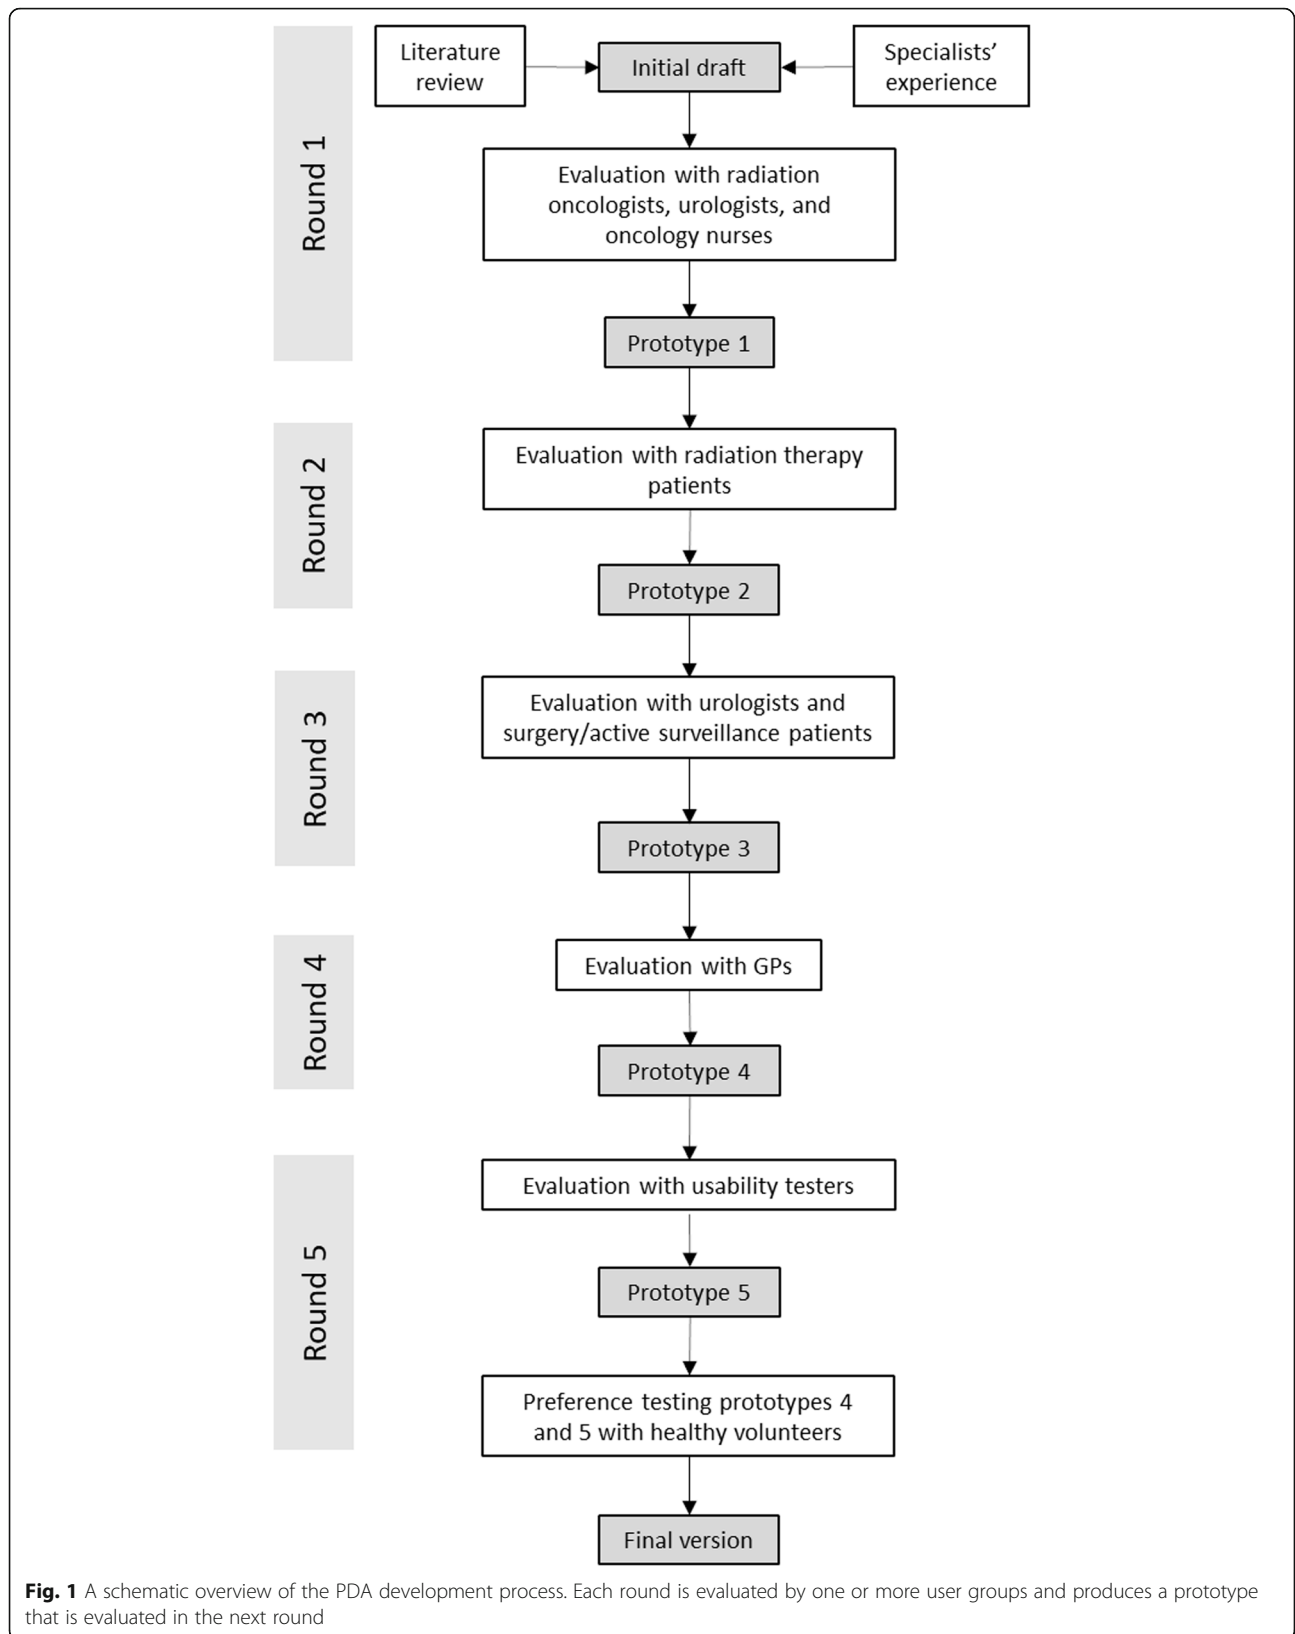 Round 1
Literature
review
Initial draft
Specialists’
experience
Evaluation with radiation
oncologists, urologists, and
oncology nurses
Prototype 1
Round 2
Evaluation with radiation therapy
patients
Prototype 2
Round 3
Evaluation with urologists and
surgery/active surveillance patients
Prototype 3
Round 4
Evaluation with GPs
Prototype 4
Round 5
Evaluation with usability testers
Prototype 5
Preference testing prototypes 4
and 5 with healthy volunteers
Final version
Fig. 1 A schematic overview of the PDA development process. Each round is evaluated by one or more user groups and produces a prototype
that is evaluated in the next round